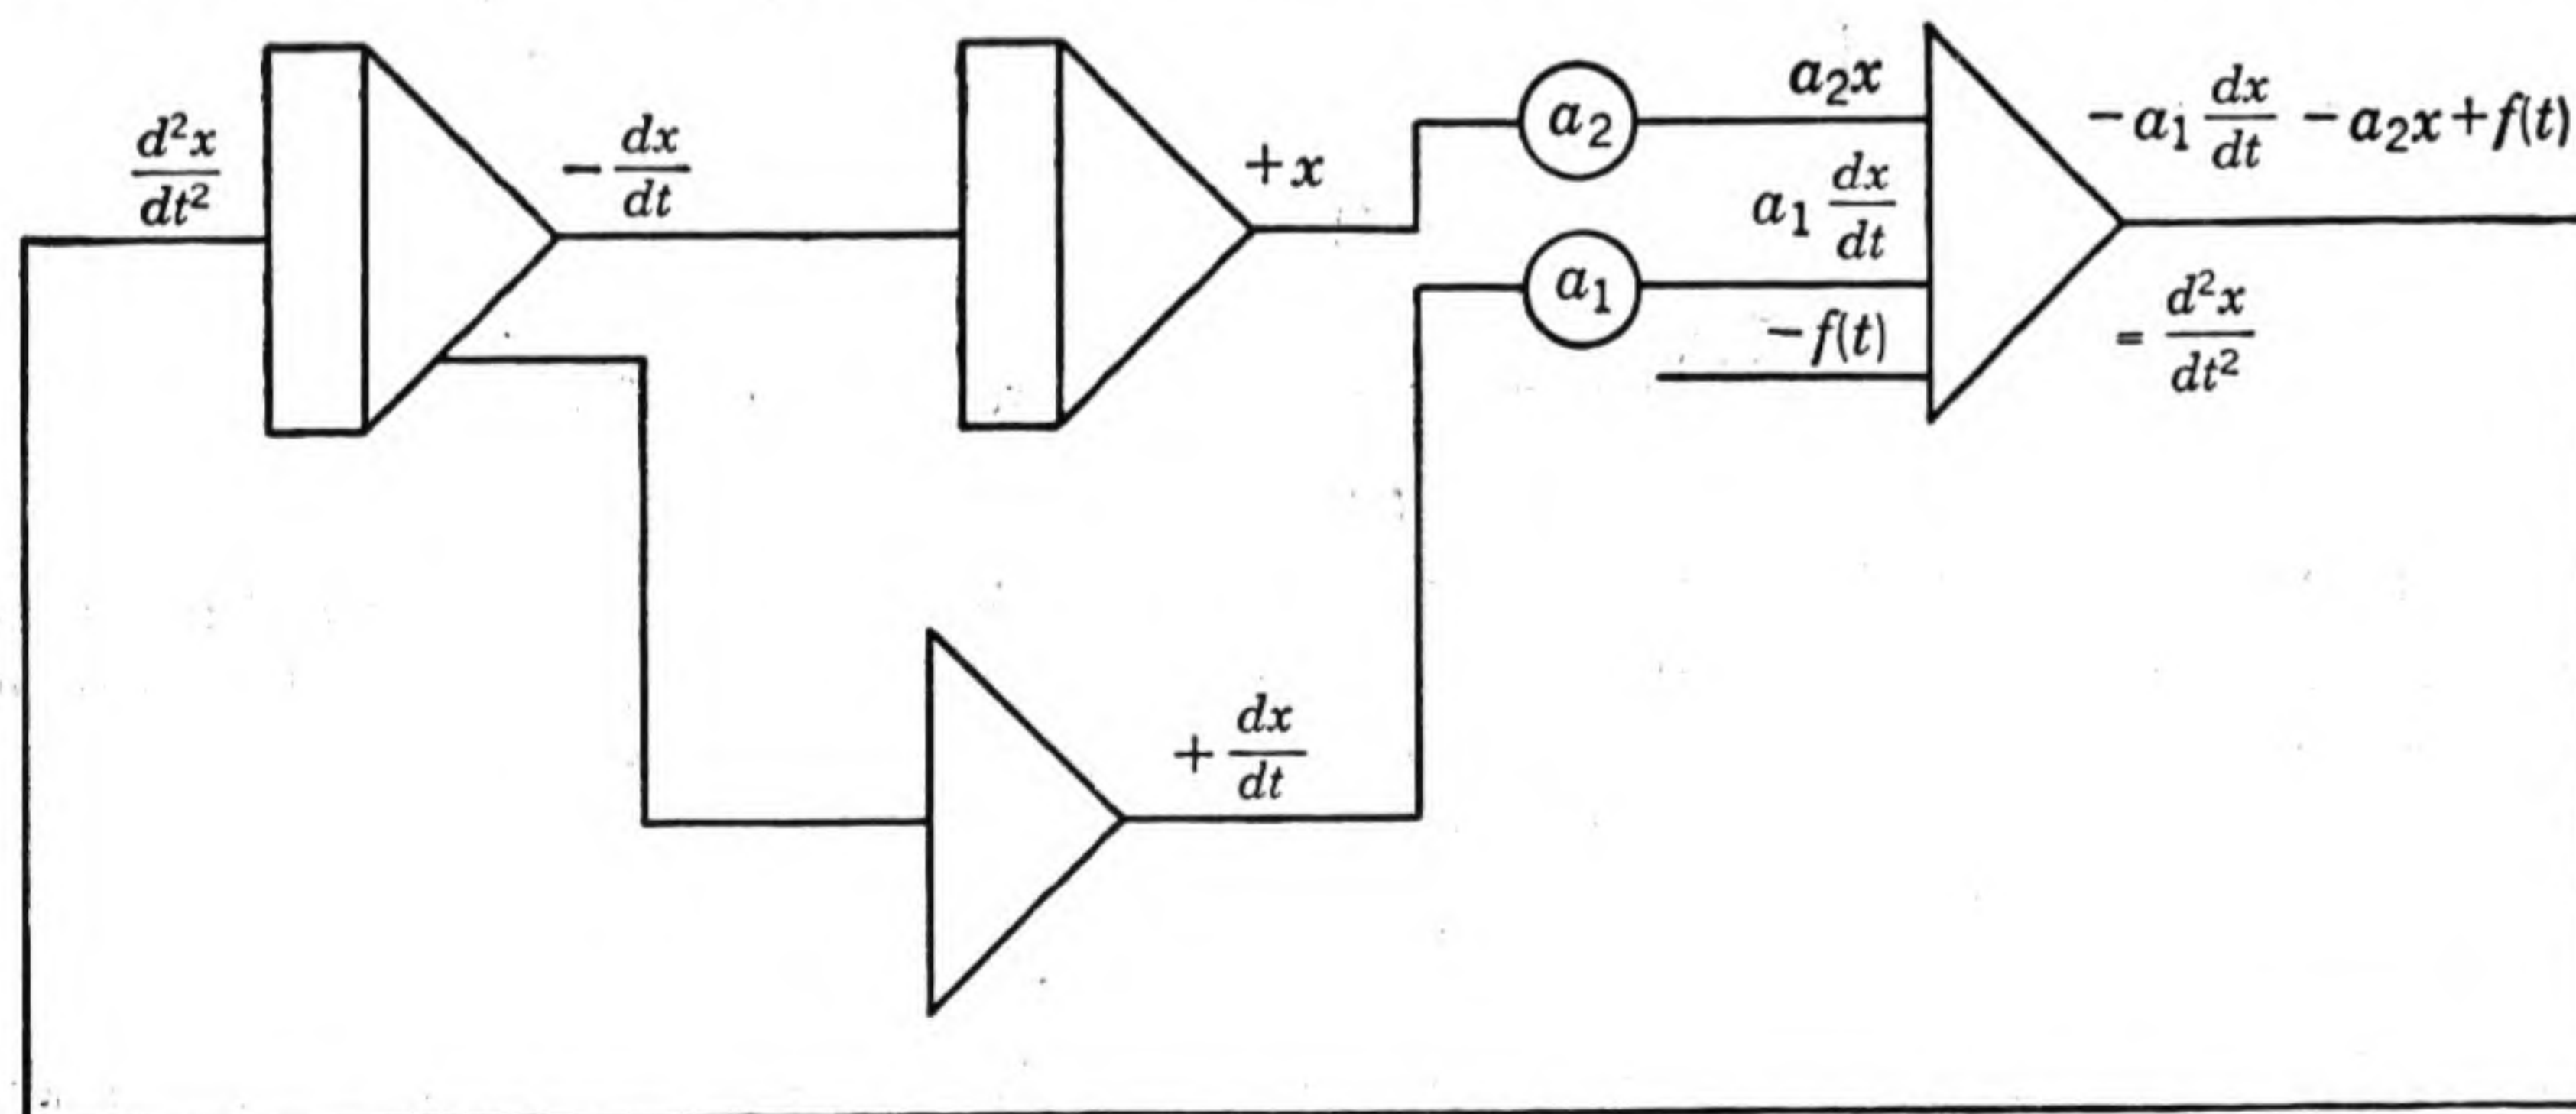 d²x/dt²
−dx/dt
+x
a₂
a₂x
a₁
a₁ dx/dt
−f(t)
−a₁ dx/dt −a₂x+f(t)
= d²x/dt²
+dx/dt